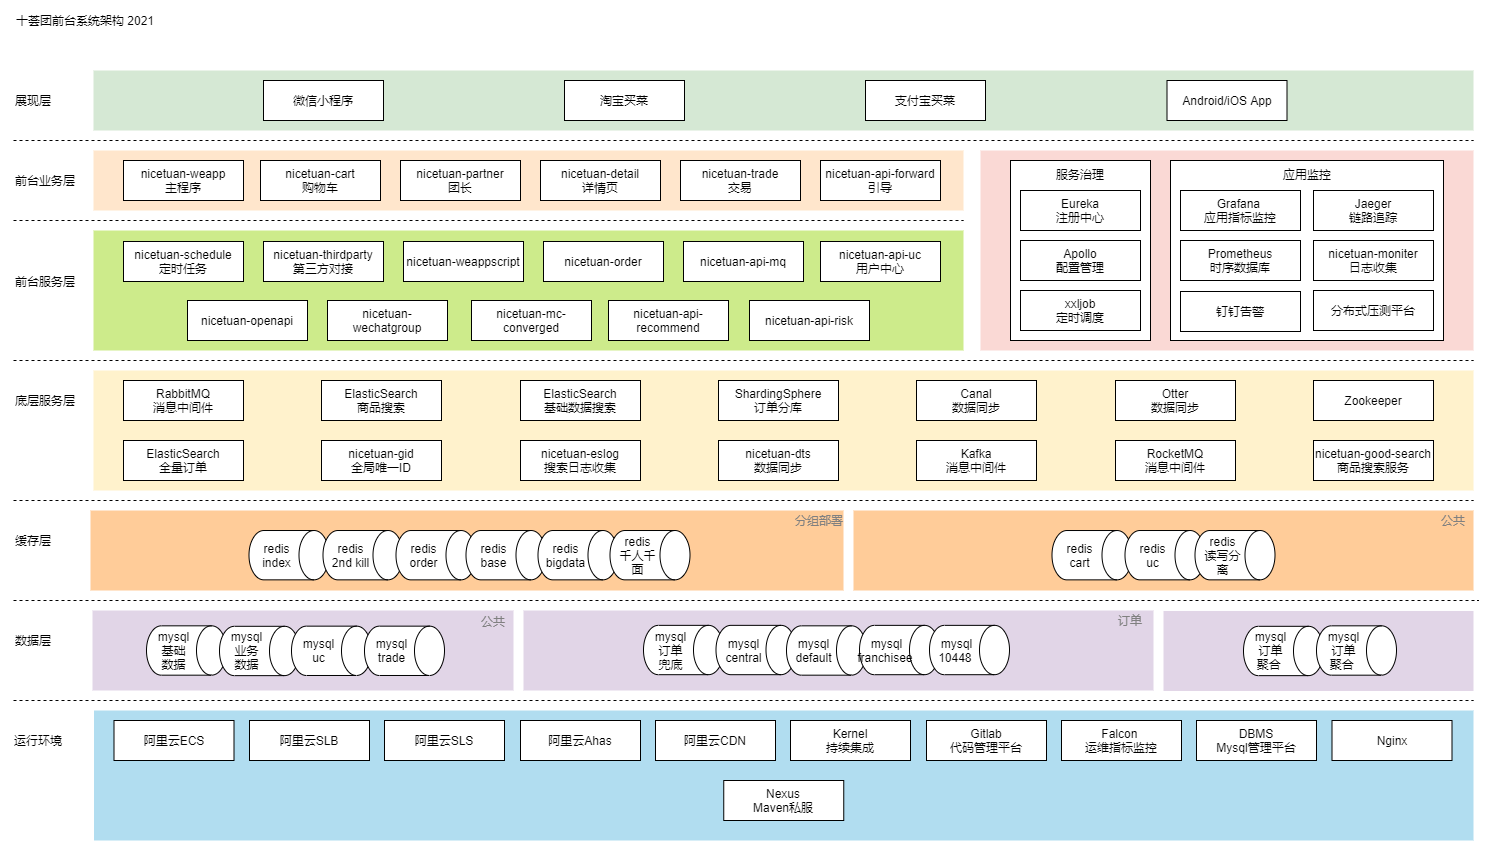 十荟团前台系统架构 2021
展现层
微信小程序
淘宝买菜
支付宝买菜
Android/iOS App
前台业务层
nicetuan-weapp
主程序
nicetuan-cart
购物车
nicetuan-partner
团长
nicetuan-detail
详情页
nicetuan-trade
交易
nicetuan-api-forward
引导
服务治理
Eureka
注册中心
Apollo
配置管理
xxljob
定时调度
应用监控
Grafana
应用指标监控
Jaeger
链路追踪
Prometheus
时序数据库
nicetuan-moniter
日志收集
钉钉告警
分布式压测平台
前台服务层
nicetuan-schedule
定时任务
nicetuan-thirdparty
第三方对接
nicetuan-weappscript
nicetuan-order
nicetuan-api-mq
nicetuan-api-uc
用户中心
nicetuan-openapi
nicetuan-
wechatgroup
nicetuan-mc-
converged
nicetuan-api-
recommend
nicetuan-api-risk
底层服务层
RabbitMQ
消息中间件
ElasticSearch
商品搜索
ElasticSearch
基础数据搜索
ShardingSphere
订单分库
Canal
数据同步
Otter
数据同步
Zookeeper
ElasticSearch
全量订单
nicetuan-gid
全局唯一ID
nicetuan-eslog
搜索日志收集
nicetuan-dts
数据同步
Kafka
消息中间件
RocketMQ
消息中间件
nicetuan-good-search
商品搜索服务
缓存层
分组部署
redis
index
redis
2nd kill
redis
order
redis
base
redis
bigdata
redis
千人千
面
公共
redis
cart
redis
uc
redis
读写分
离
数据层
公共
mysql
基础
数据
mysql
业务
数据
mysql
uc
mysql
trade
订单
mysql
订单
兜底
mysql
central
mysql
default
mysql
franchisee
mysql
10448
mysql
订单
聚合
mysql
订单
聚合
运行环境
阿里云ECS
阿里云SLB
阿里云SLS
阿里云Ahas
阿里云CDN
Kernel
持续集成
Gitlab
代码管理平台
Falcon
运维指标监控
DBMS
Mysql管理平台
Nginx
Nexus
Maven私服